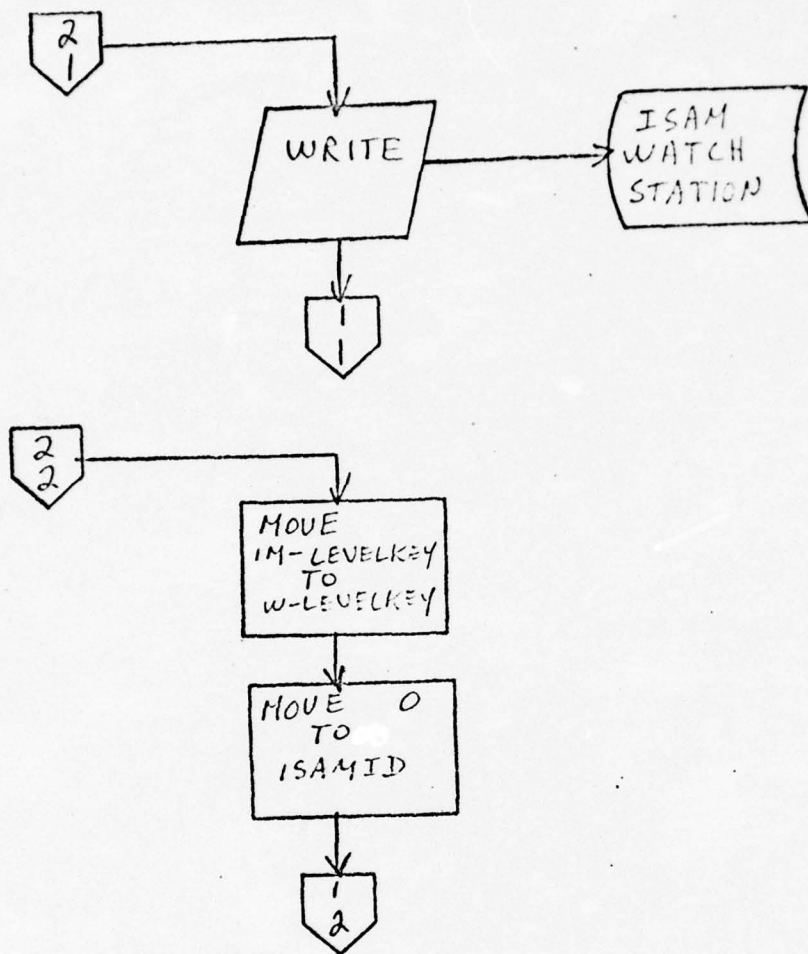 2
1
WRITE
ISAM
WATCH
STATION
1
1
2
2
MOVE
IM-LEVELKEY
TO
W-LEVELKEY
MOVE 0
TO
ISAMID
1
2